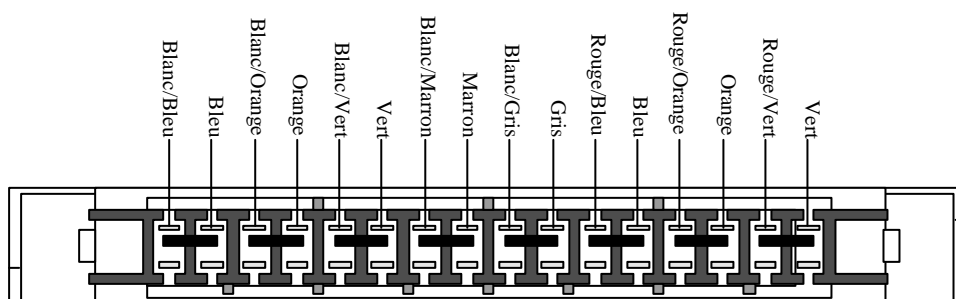 Blanc/Bleu
Bleu
Blanc/Orange
Orange
Blanc/Vert
Vert
Blanc/Marron
Marron
Blanc/Gris
Gris
Rouge/Bleu
Bleu
Rouge/Orange
Orange
Rouge/Vert
Vert